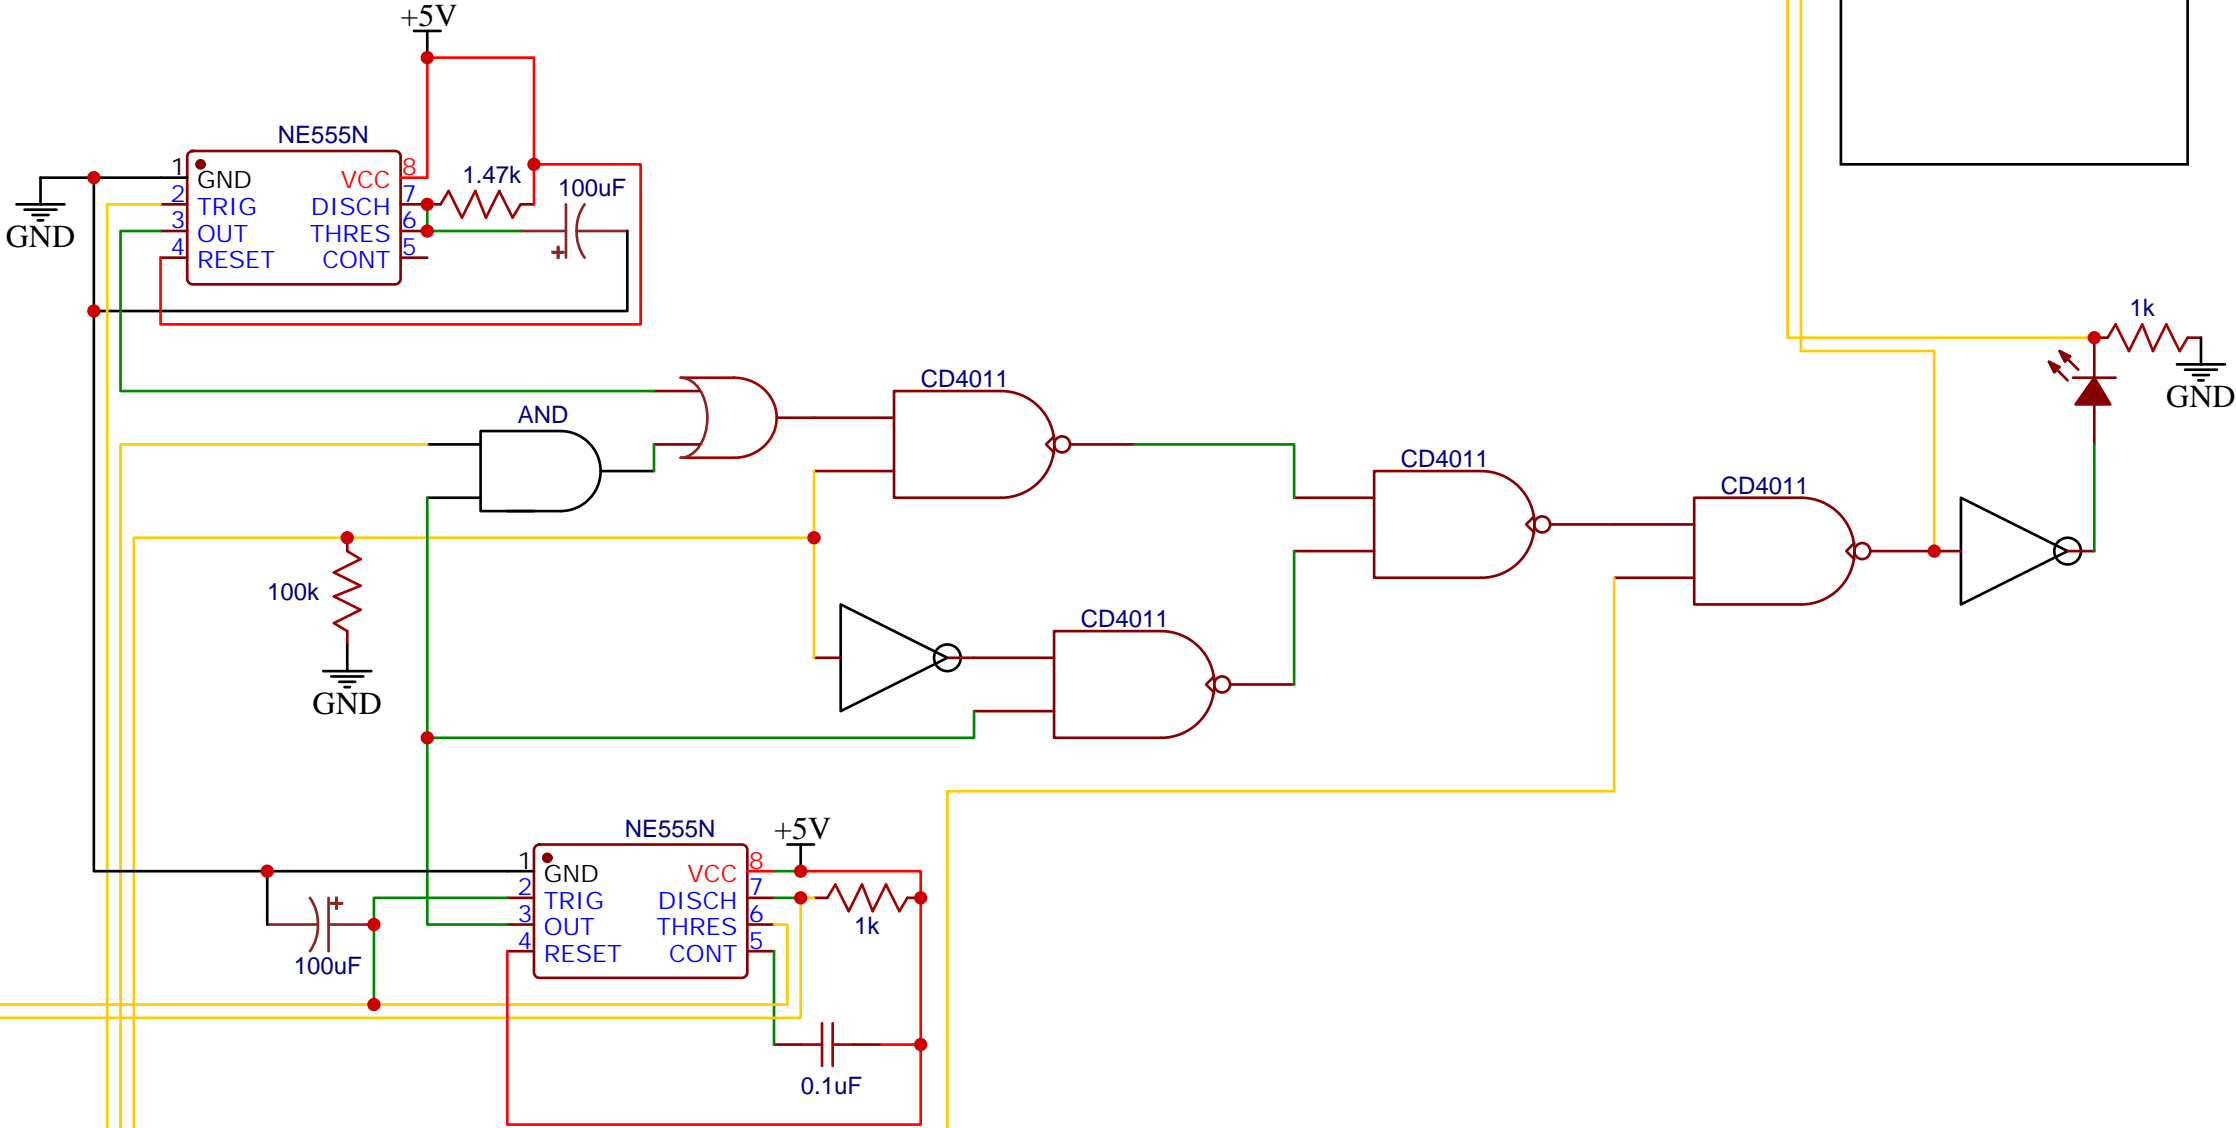 +5V
NE555N
1 GND VCC 8
2 TRIG DISCH 7
3 OUT THRES 6
4 RESET CONT 5
1.47k
100uF
+
GND
1k
GND
CD4011
AND
CD4011
CD4011
100k
GND
CD4011
NE555N
+5V
1 GND VCC 8
2 TRIG DISCH 7
3 OUT THRES 6
4 RESET CONT 5
1k
+
100uF
0.1uF